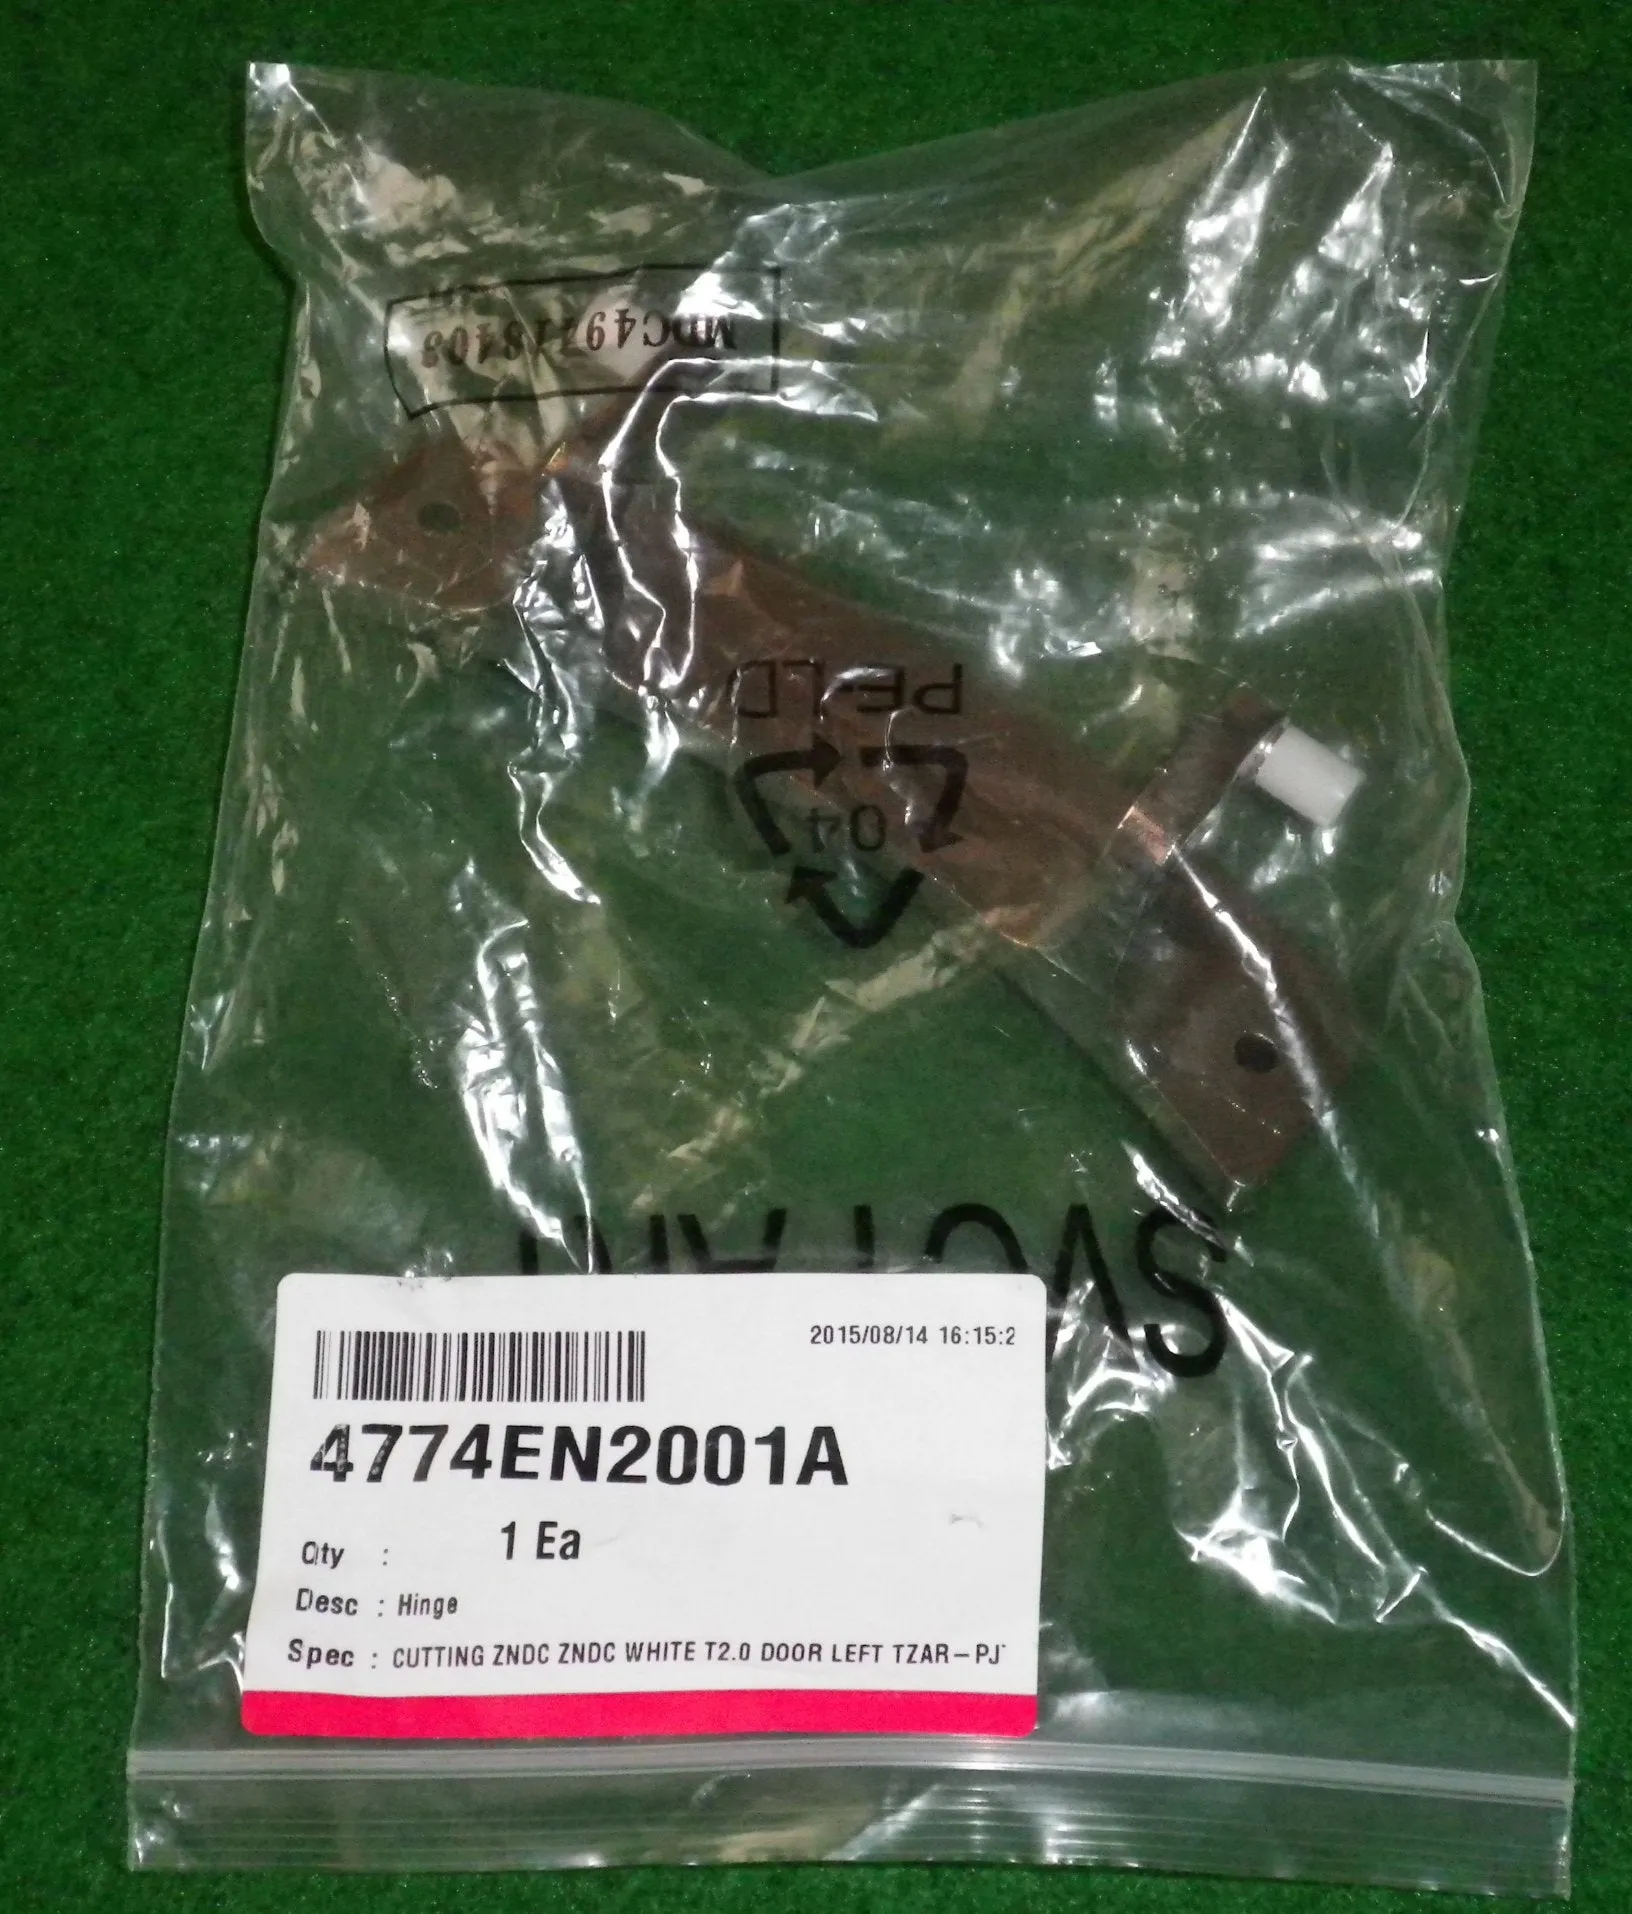 MDC49718403
PE-LD
04
2015/08/14 16:15:2
4774EN2001A
Qty : 1 Ea
Desc : Hinge
Spec : CUTTING ZNDC ZNDC WHITE T2.0 DOOR LEFT TZAR-PJ